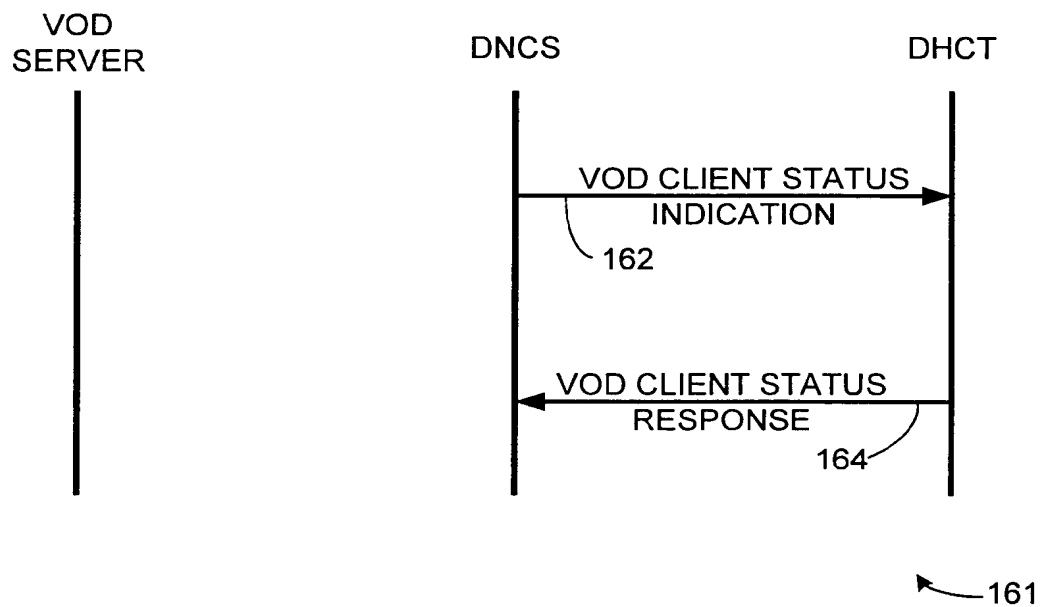 VOD
SERVER
DNCS
DHCT
VOD CLIENT STATUS
INDICATION
162
VOD CLIENT STATUS
RESPONSE
164
161